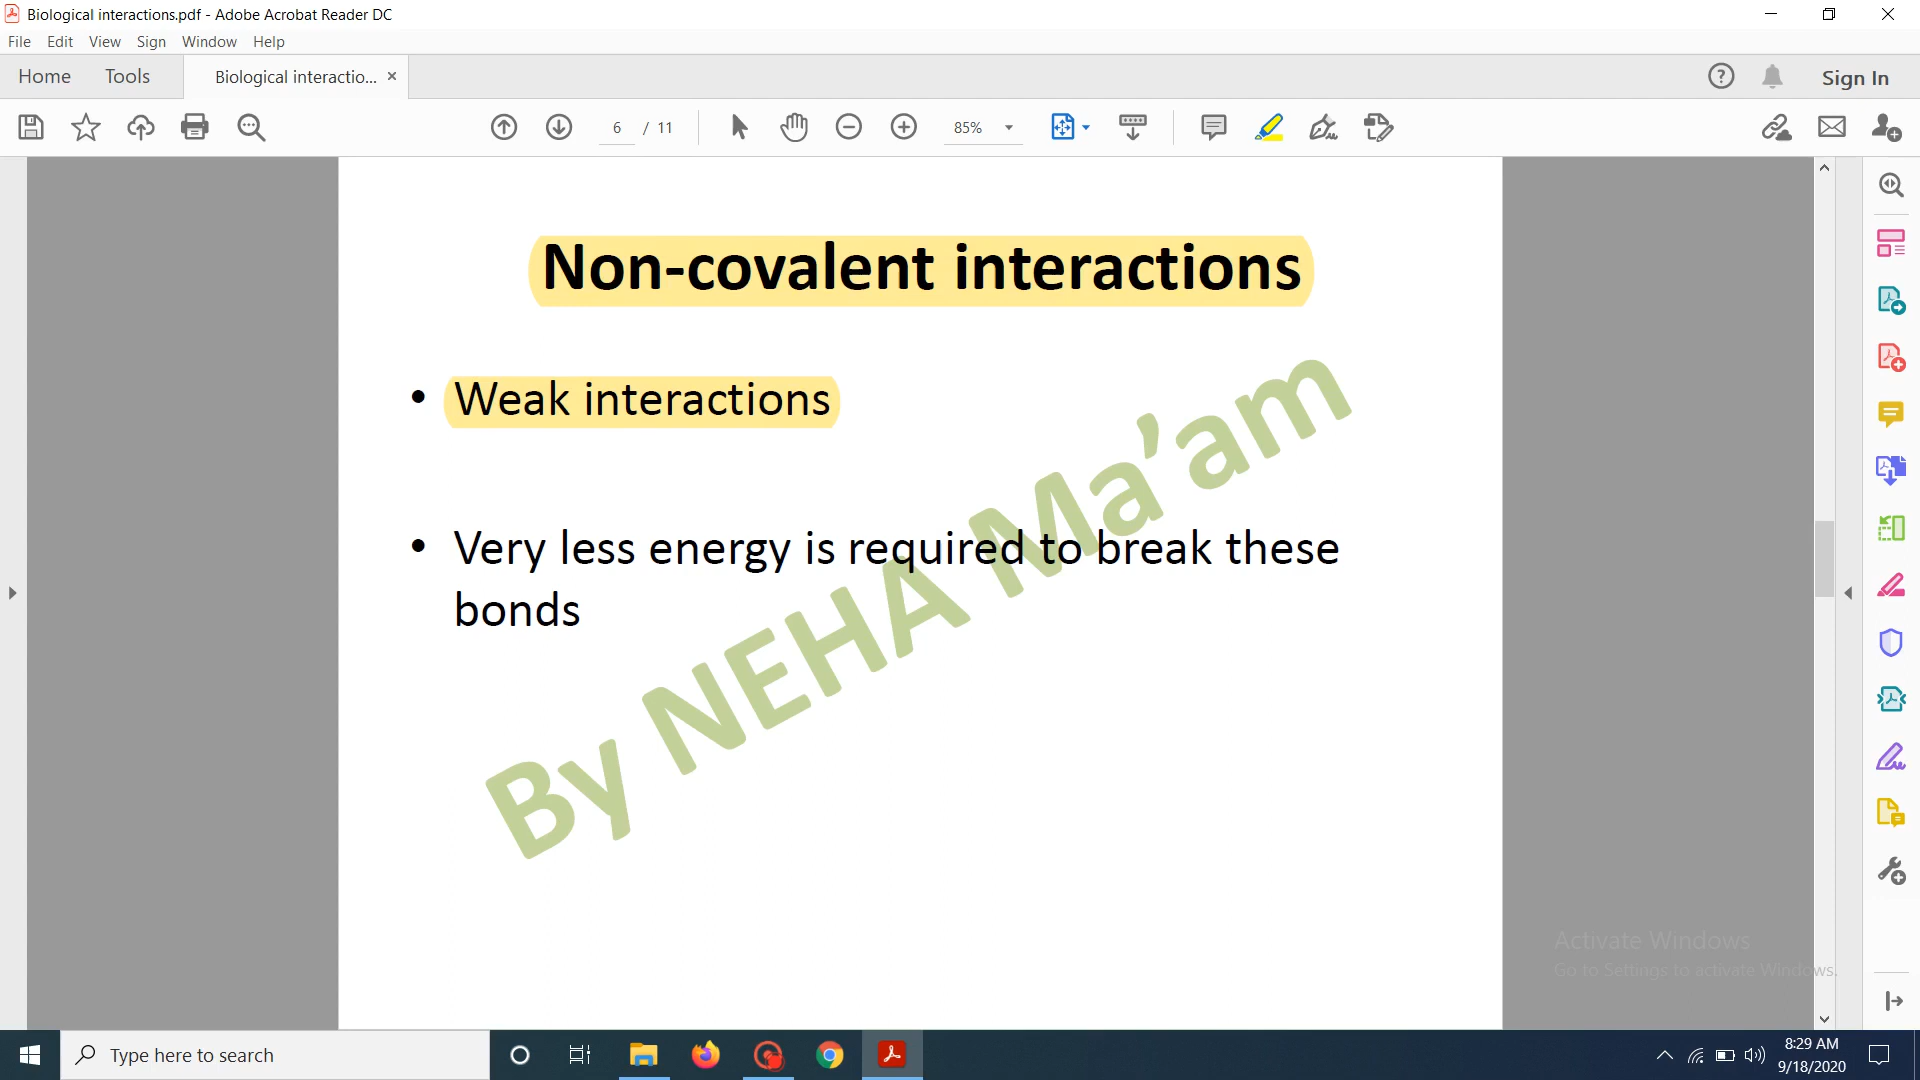 Biological interactions.pdf - Adobe Acrobat Reader DC
File Edit View Sign Window Help
Home Tools Biological interactio... × Sign In
6 / 11 85%
Non-covalent interactions
• Weak interactions
• Very less energy is required to break these
bonds
By NEHA Ma’am
Activate Windows
Go to Settings to activate Windows.
Type here to search
8:29 AM
9/18/2020